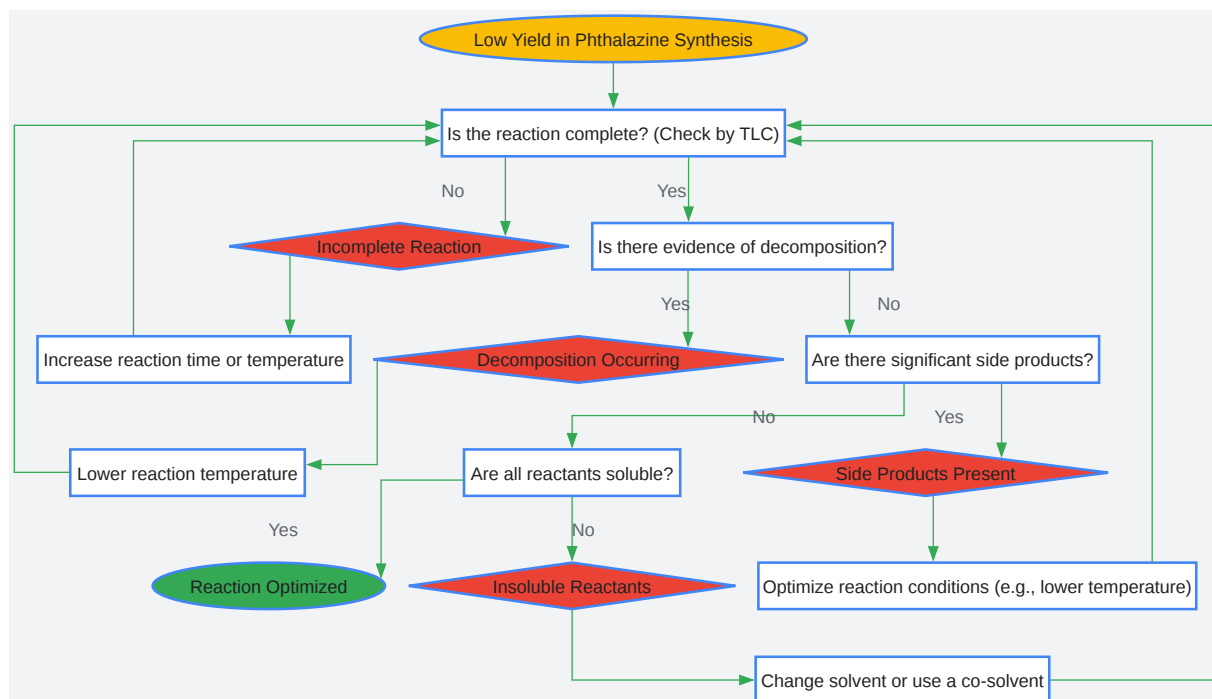 Low Yield in Phthalazine Synthesis
Is the reaction complete? (Check by TLC)
No
Yes
Incomplete Reaction
Is there evidence of decomposition?
Yes
No
Increase reaction time or temperature
Decomposition Occurring
Are there significant side products?
No
Yes
Lower reaction temperature
Are all reactants soluble?
Side Products Present
Yes
No
Reaction Optimized
Insoluble Reactants
Optimize reaction conditions (e.g., lower temperature)
Change solvent or use a co-solvent